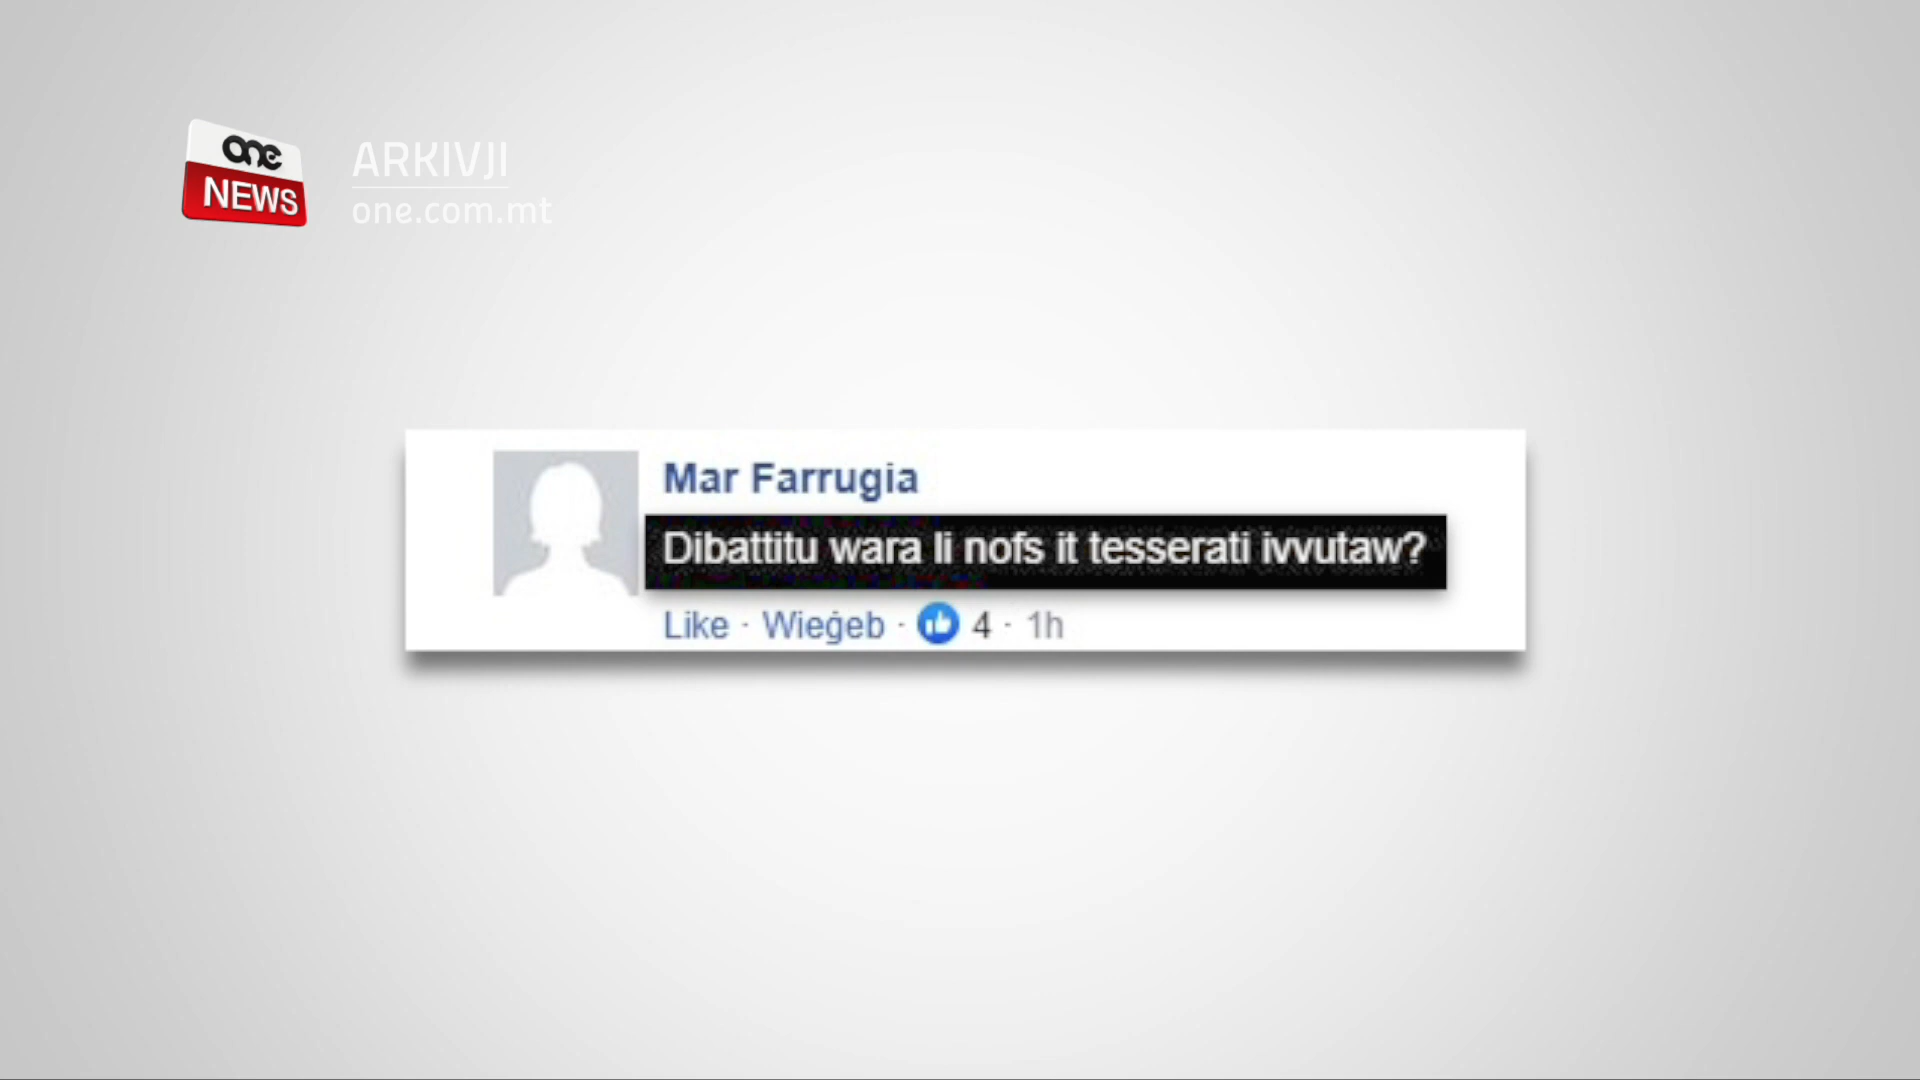 one
NEWS
ARKIVJI
one.com.mt
Mar Farrugia
Dibattitu wara li nofs it tesserati ivvutaw?
Like · Wieġeb · 4 · 1h